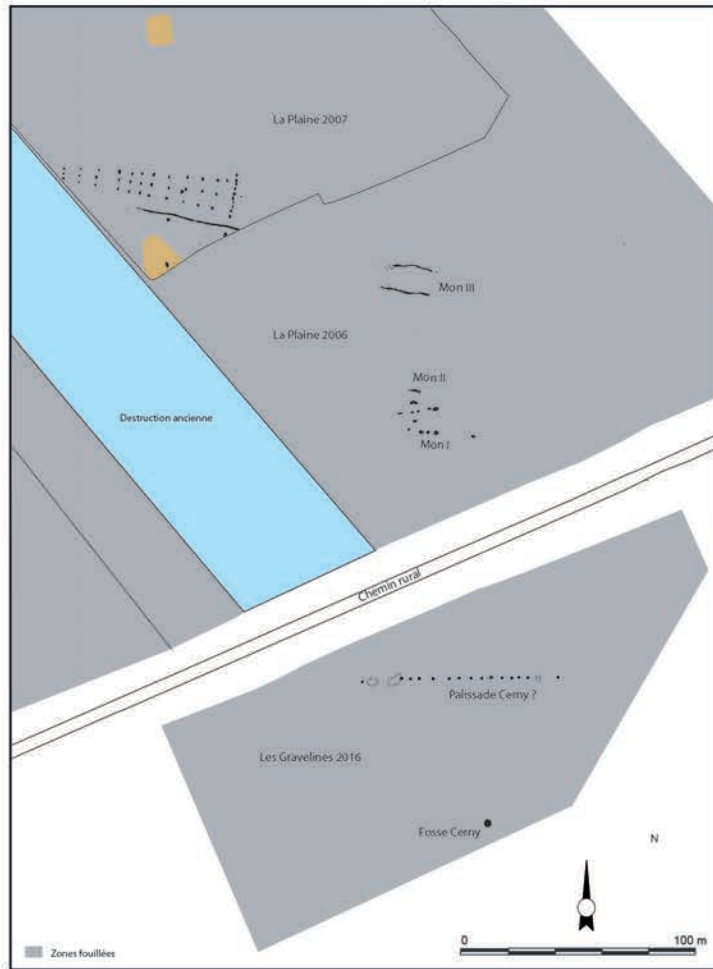 La Plaine 2007
Mon III
La Plaine 2006
Mon II
Destruction ancienne
Mon I
Chemin rural
Palissade Cerny ?
Les Gravelines 2016
Fosse Cerny
N
0 100 m
Zones fouillées